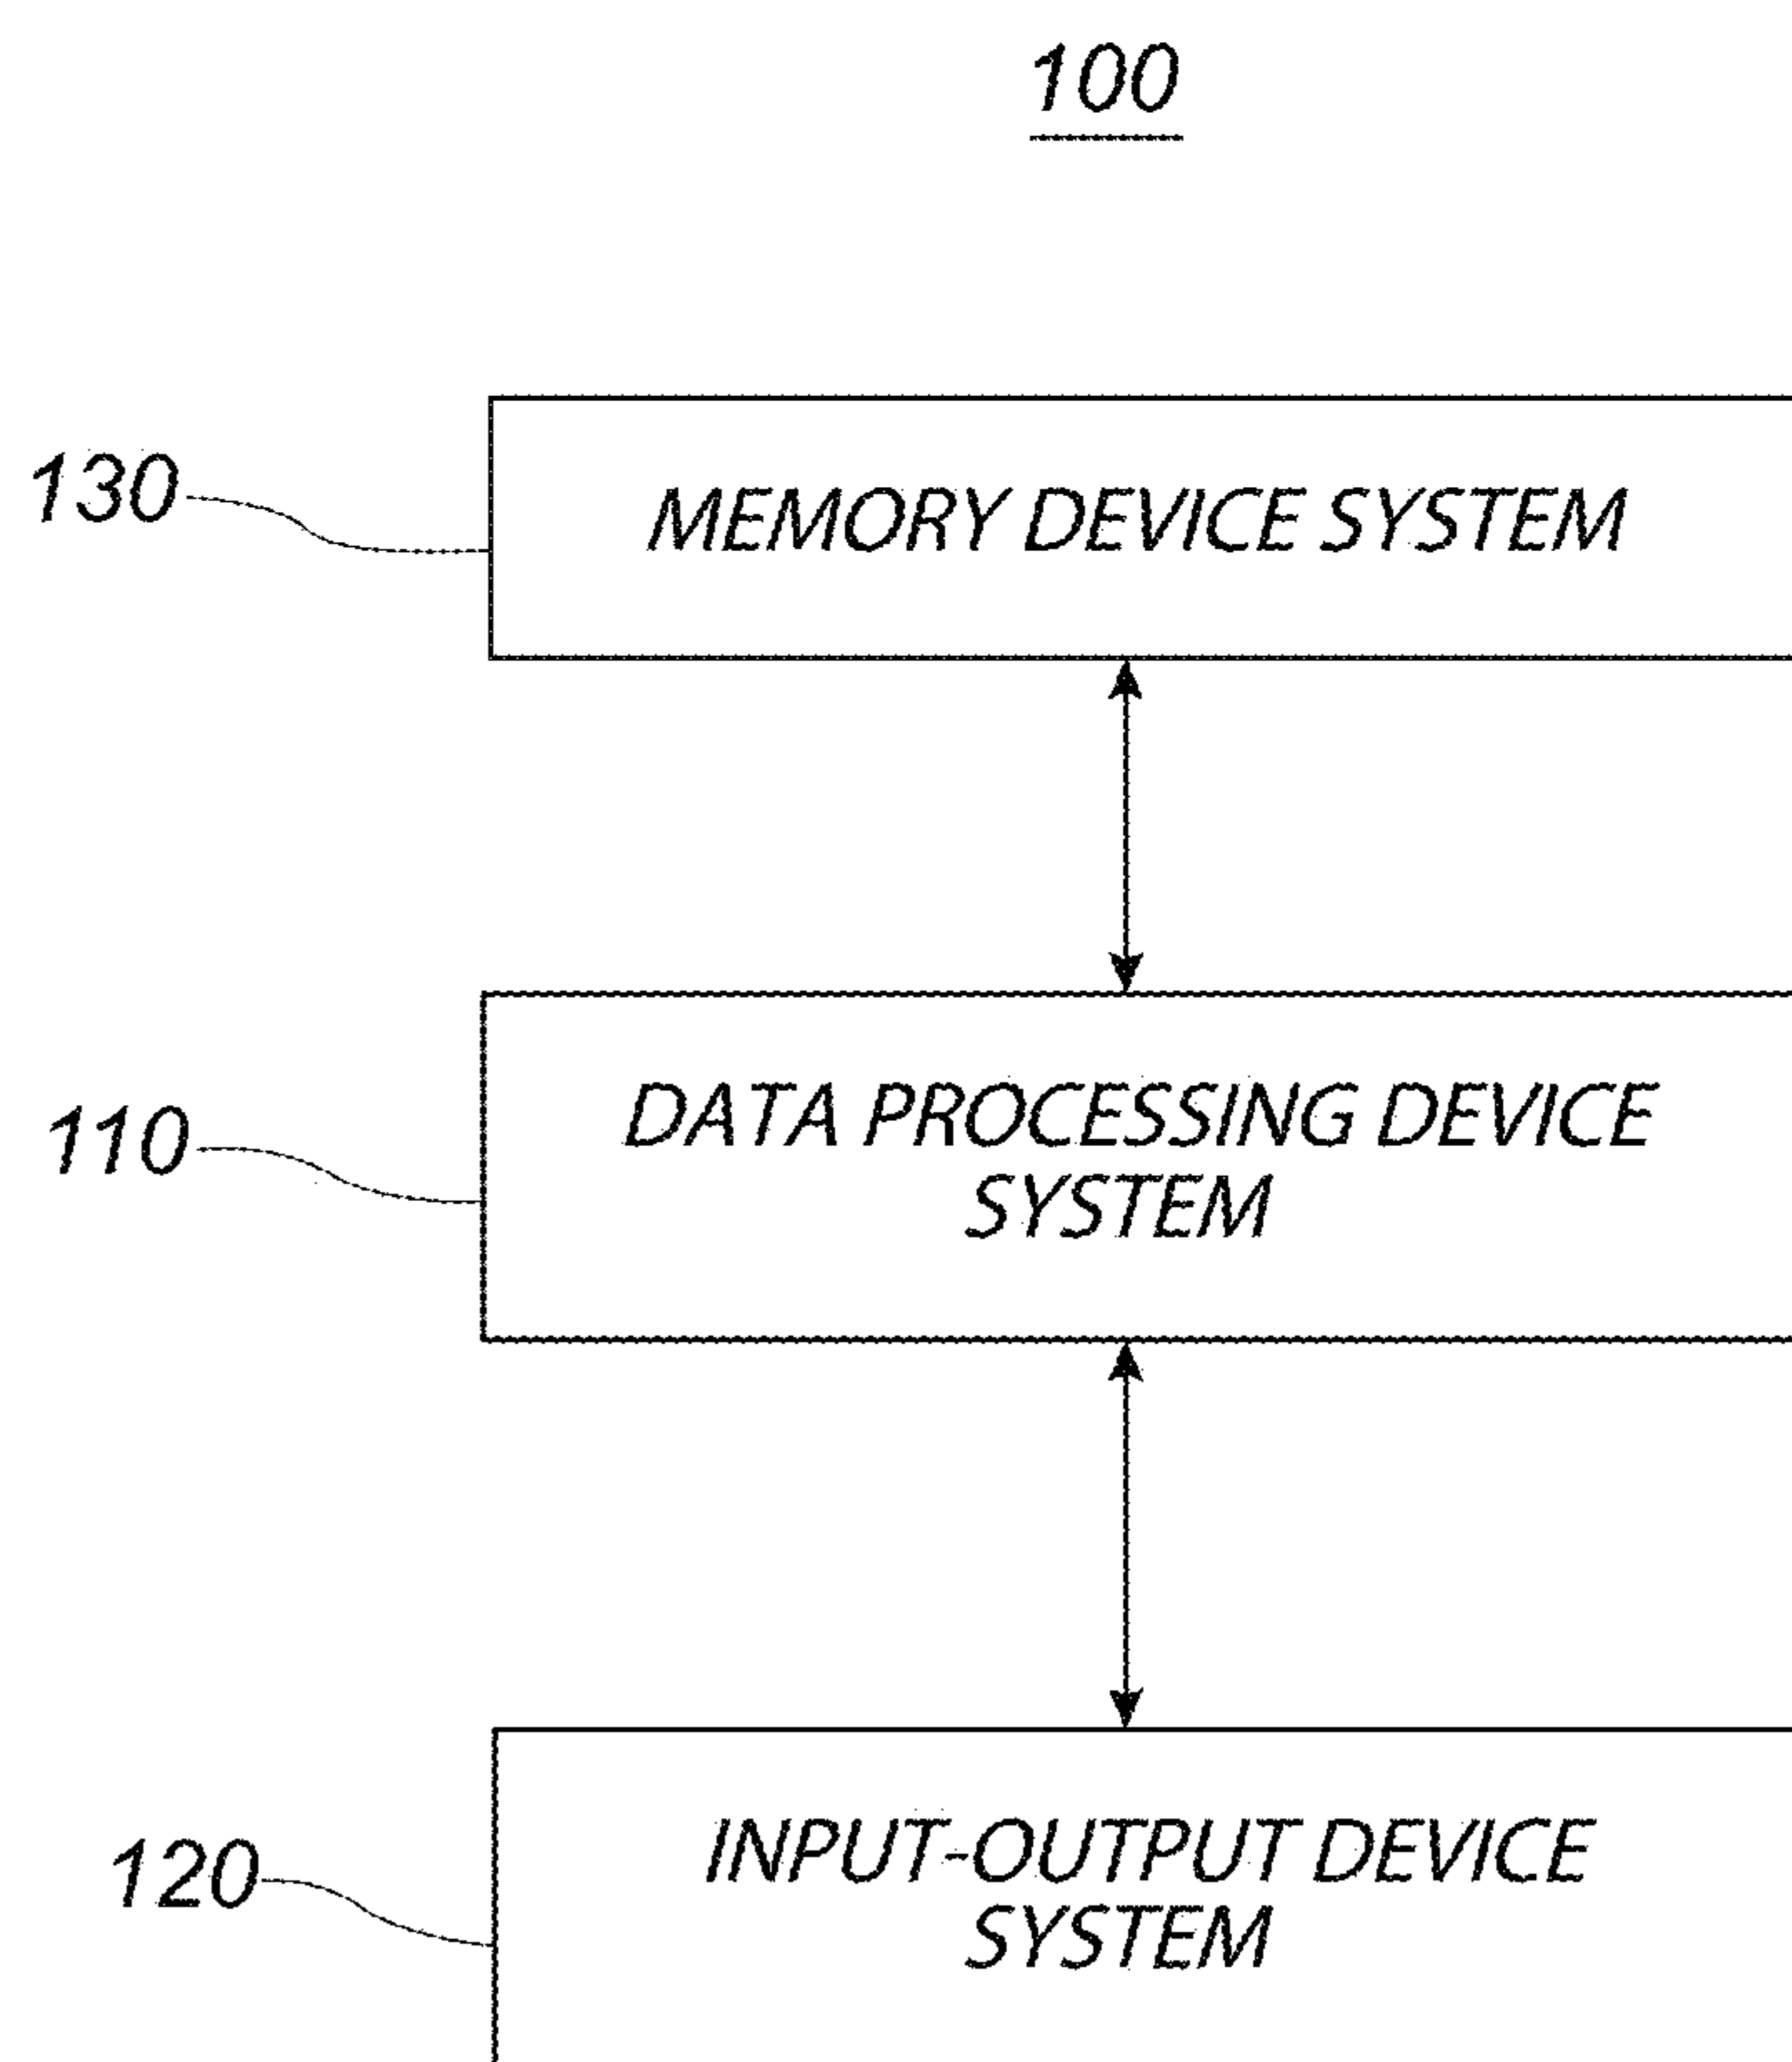 100
130
MEMORY DEVICE SYSTEM
110
DATA PROCESSING DEVICE
SYSTEM
120
INPUT-OUTPUT DEVICE
SYSTEM